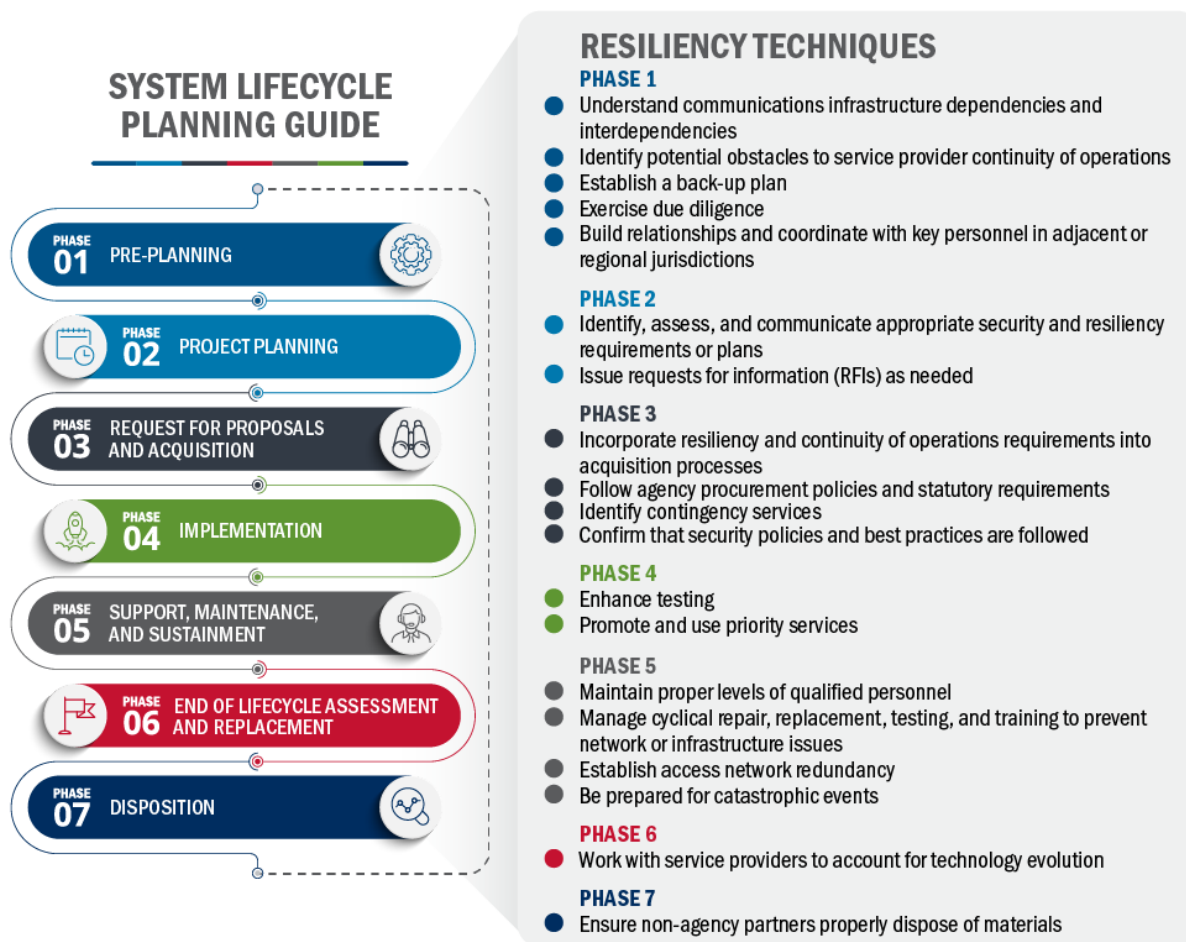 SYSTEM LIFECYCLE
PLANNING GUIDE
PHASE
01
PRE-PLANNING
PHASE
02
PROJECT PLANNING
PHASE
03
REQUEST FOR PROPOSALS
AND ACQUISITION
PHASE
04
IMPLEMENTATION
PHASE
05
SUPPORT, MAINTENANCE,
AND SUSTAINMENT
PHASE
06
END OF LIFECYCLE ASSESSMENT
AND REPLACEMENT
PHASE
07
DISPOSITION
RESILIENCY TECHNIQUES
PHASE 1
Understand communications infrastructure dependencies and
interdependencies
Identify potential obstacles to service provider continuity of operations
Establish a back-up plan
Exercise due diligence
Build relationships and coordinate with key personnel in adjacent or
regional jurisdictions
PHASE 2
Identify, assess, and communicate appropriate security and resiliency
requirements or plans
Issue requests for information (RFIs) as needed
PHASE 3
Incorporate resiliency and continuity of operations requirements into
acquisition processes
Follow agency procurement policies and statutory requirements
Identify contingency services
Confirm that security policies and best practices are followed
PHASE 4
Enhance testing
Promote and use priority services
PHASE 5
Maintain proper levels of qualified personnel
Manage cyclical repair, replacement, testing, and training to prevent
network or infrastructure issues
Establish access network redundancy
Be prepared for catastrophic events
PHASE 6
Work with service providers to account for technology evolution
PHASE 7
Ensure non-agency partners properly dispose of materials